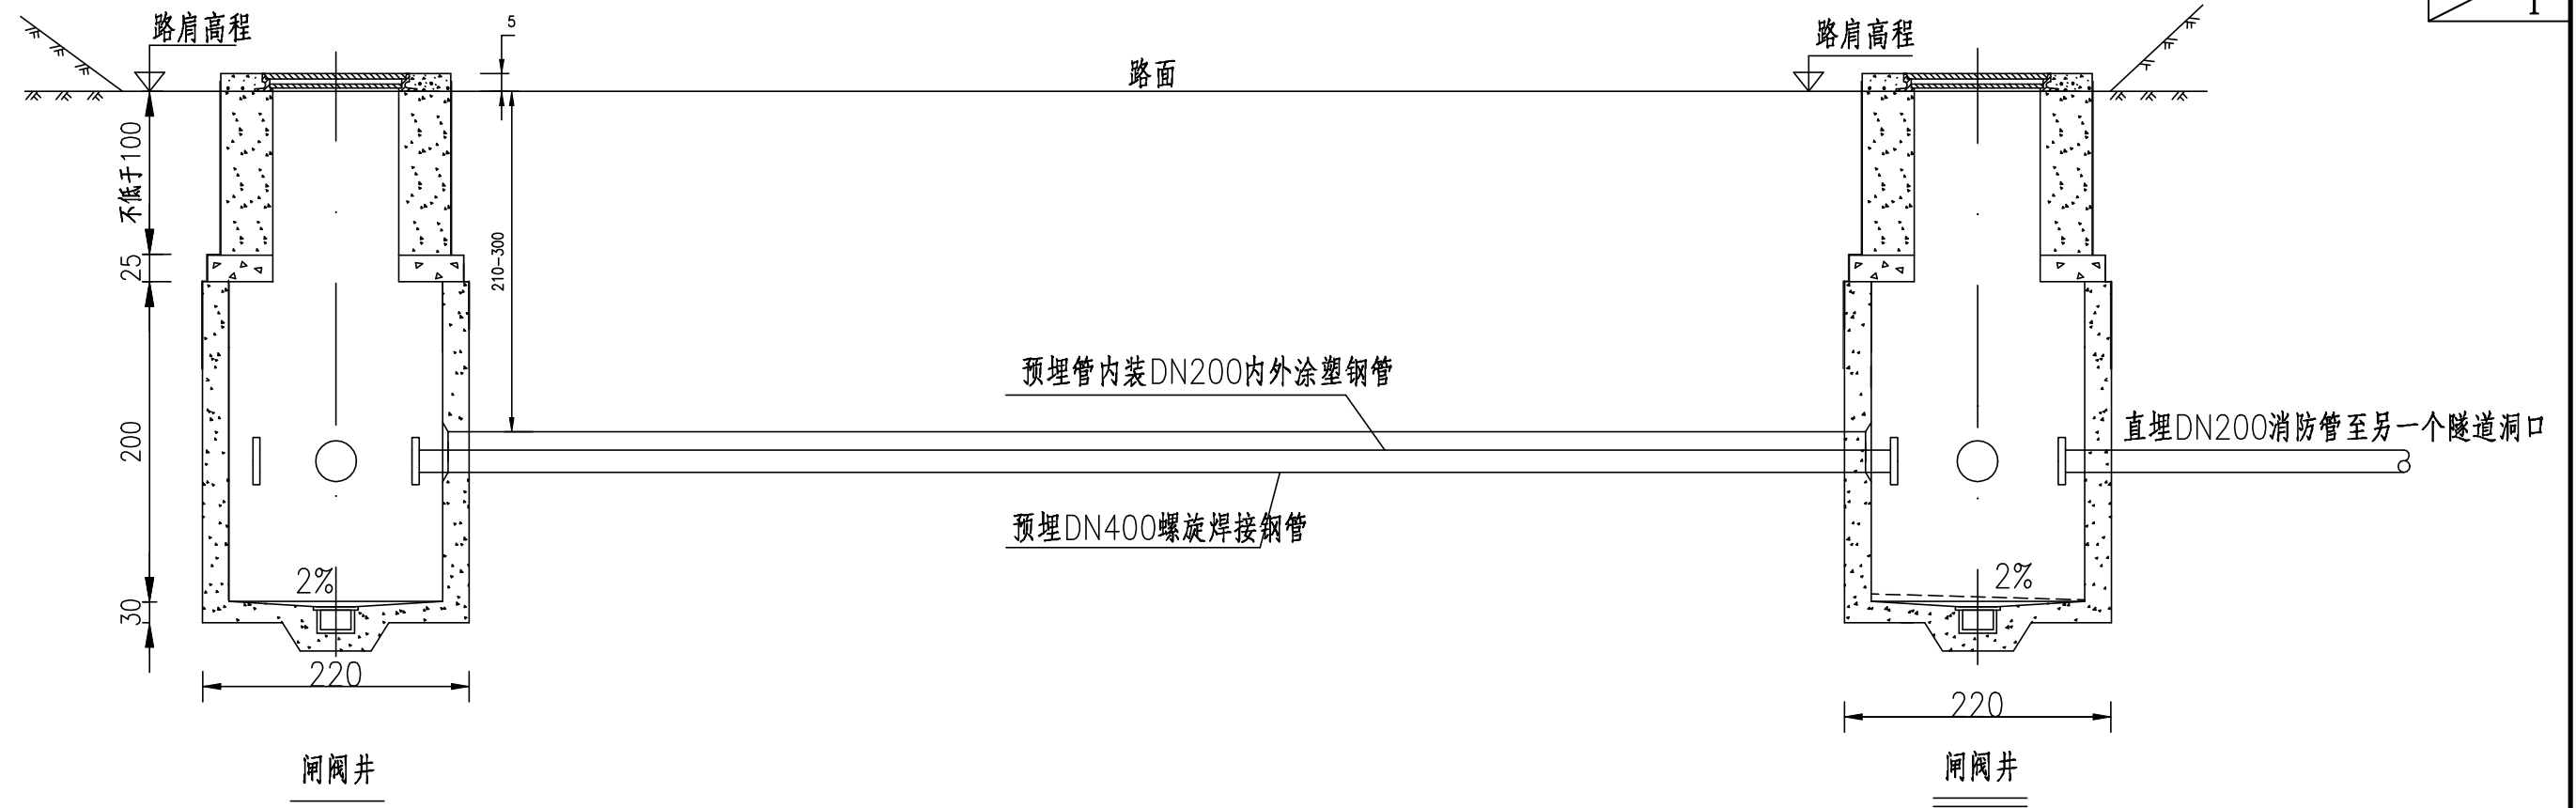 路肩高程
5
路面
路肩高程
1
不低于100
25
200
30
210-300
预埋管内装DN200内外涂塑钢管
预埋DN400螺旋焊接钢管
直埋DN200消防管至另一个隧道洞口
2%
2%
220
220
闸阀井
闸阀井